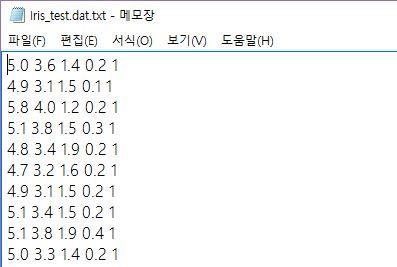 Iris_test.dat.txt - 메모장
파일(F) 편집(E) 서식(O) 보기(V) 도움말(H)
5.0 3.6 1.4 0.2 1
4.9 3.1 1.5 0.1 1
5.8 4.0 1.2 0.2 1
5.1 3.8 1.5 0.3 1
4.8 3.4 1.9 0.2 1
4.7 3.2 1.6 0.2 1
4.9 3.1 1.5 0.2 1
5.1 3.4 1.5 0.2 1
5.1 3.8 1.9 0.4 1
5.0 3.3 1.4 0.2 1